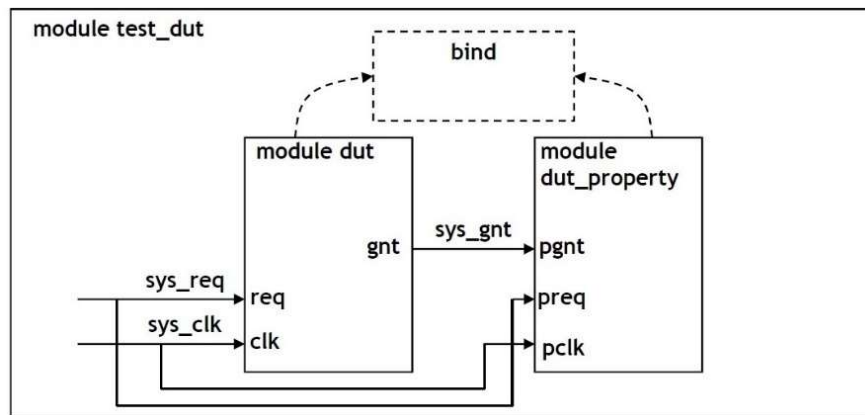 module test_dut
bind
module dut
module
dut_property
sys_gnt
gnt
pgnt
sys_req
req
preq
sys_clk
clk
pclk